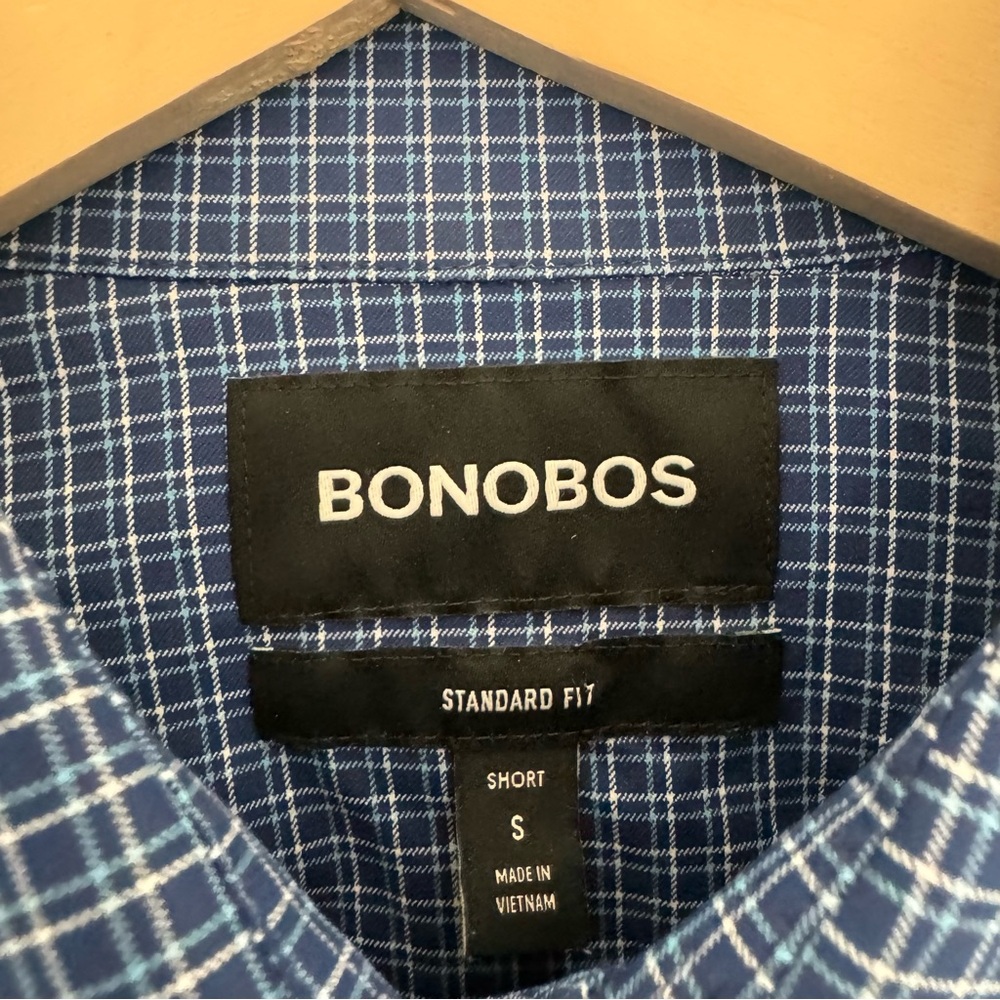 BONOBOS
STANDARD FIT
SHORT
S
MADE IN
VIETNAM